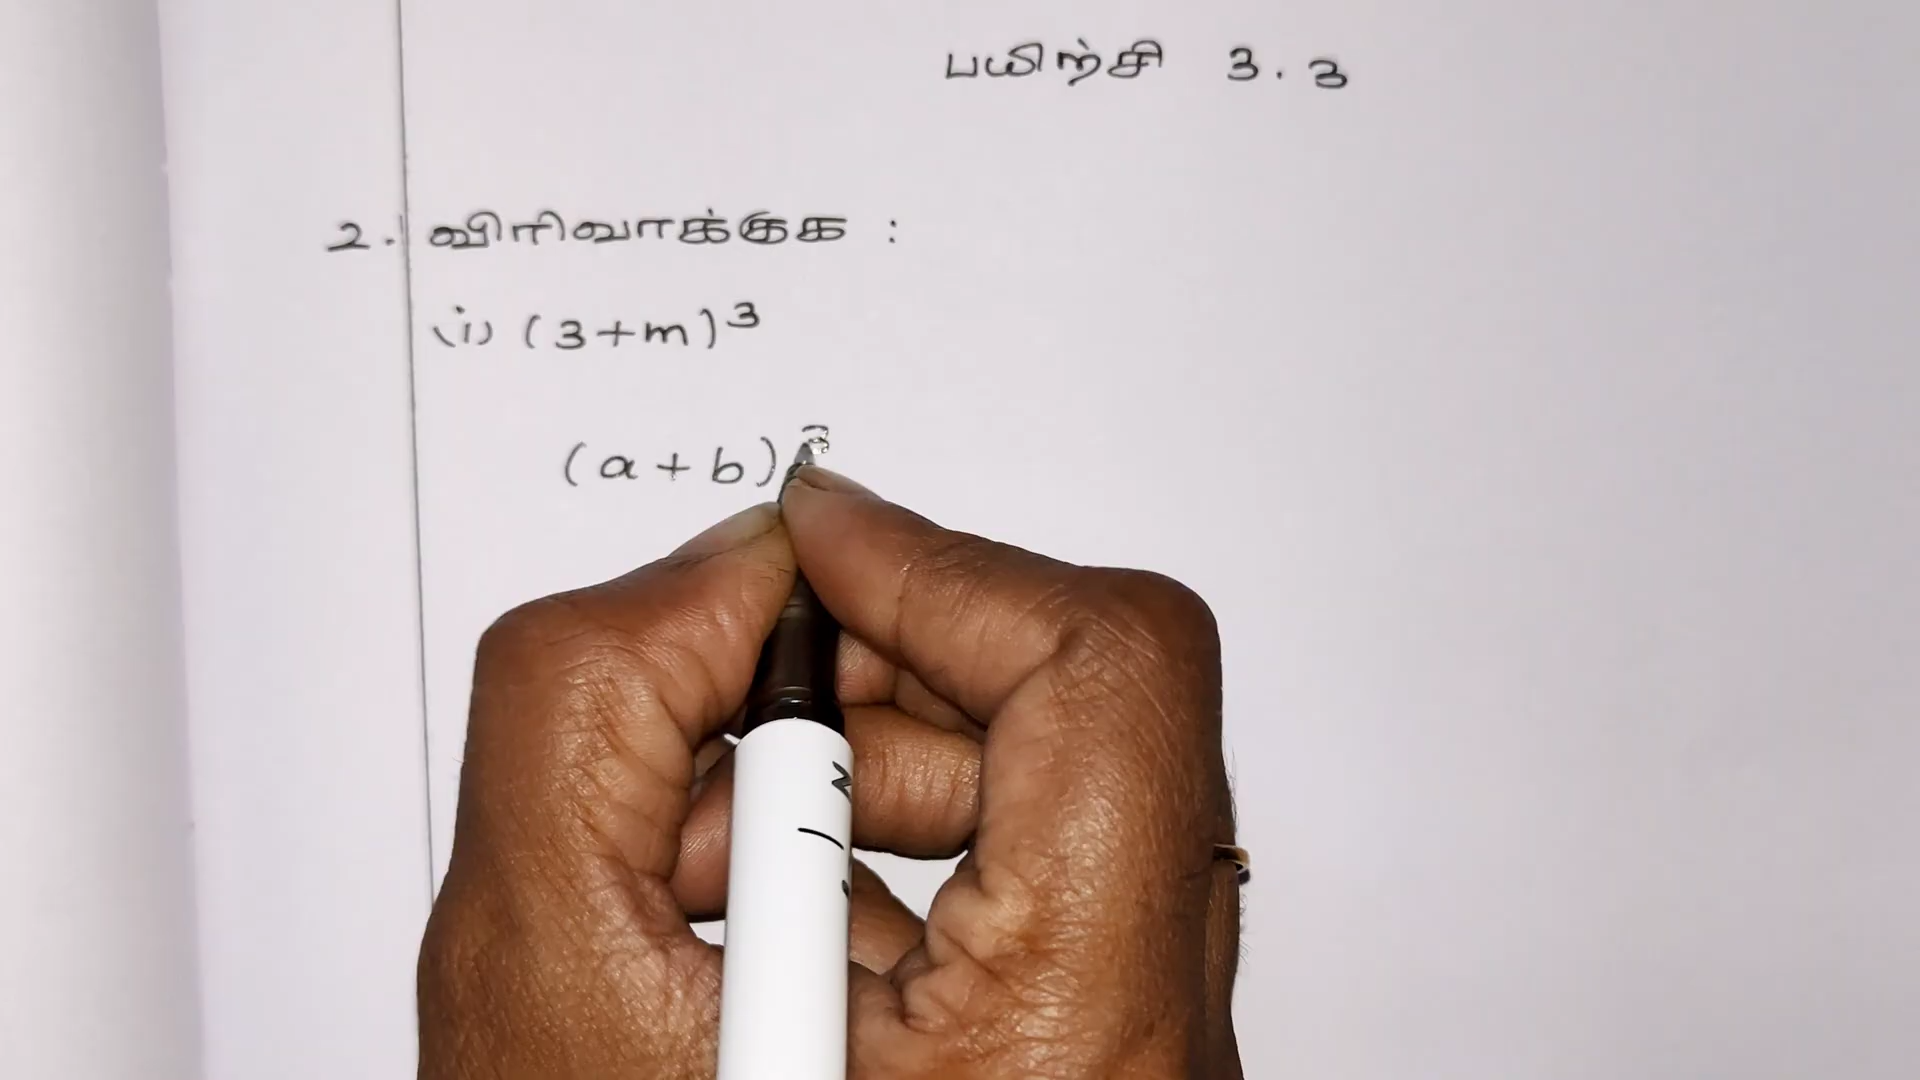 பயிற்சி 3.3
2. விரிவாக்குக :
(i) (3+m)³
(a + b)³